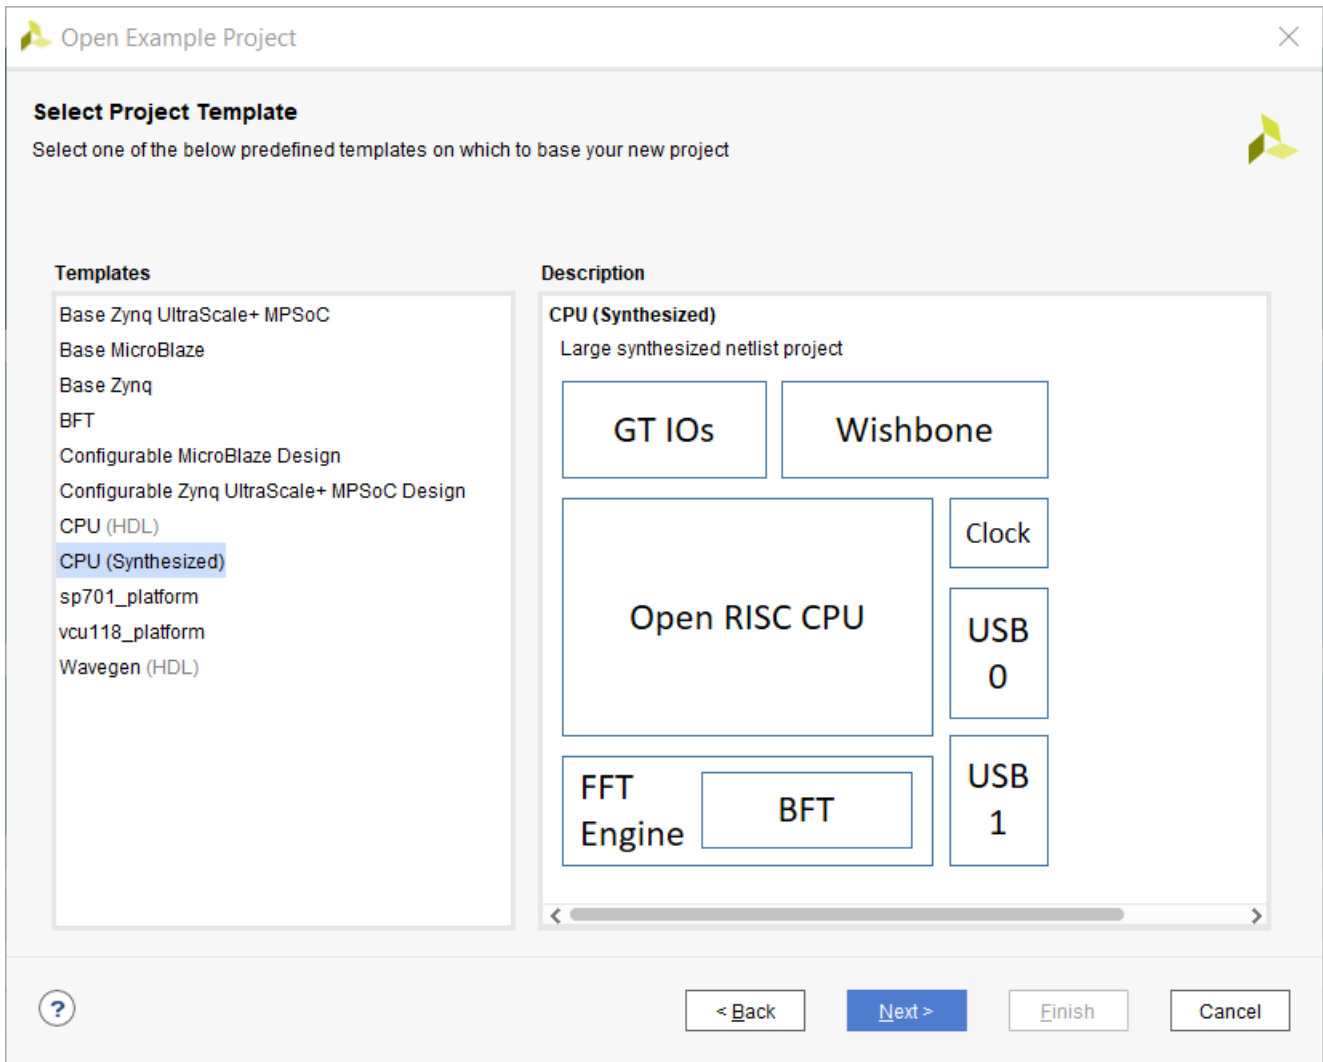 Open Example Project
Select Project Template
Select one of the below predefined templates on which to base your new project
Templates
Base Zynq UltraScale+ MPSoC
Base MicroBlaze
Base Zynq
BFT
Configurable MicroBlaze Design
Configurable Zynq UltraScale+ MPSoC Design
CPU (HDL)
CPU (Synthesized)
sp701_platform
vcu118_platform
Wavegen (HDL)
Description
CPU (Synthesized)
Large synthesized netlist project
GT IOs
Wishbone
Open RISC CPU
Clock
USB
0
FFT
Engine
BFT
USB
1
?
< Back
Next >
Finish
Cancel